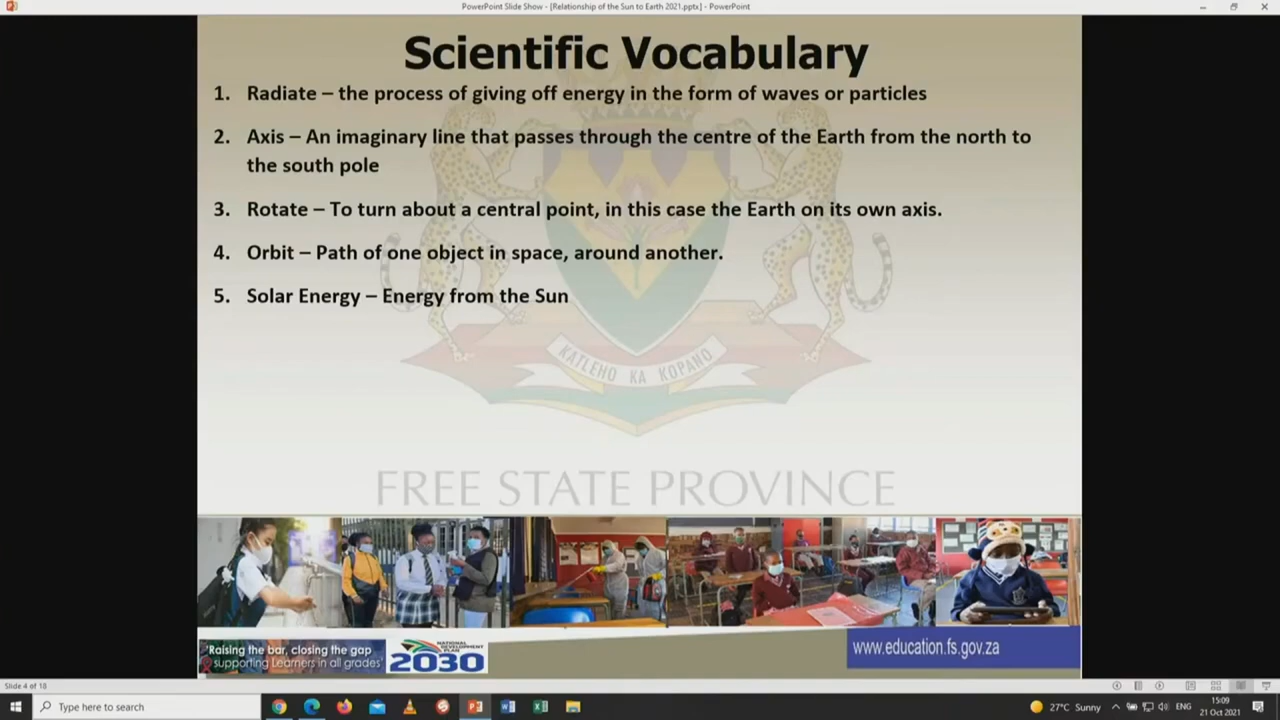 PowerPoint Slide Show - [Relationship of the Sun to Earth 2021.pptx] - PowerPoint
Scientific Vocabulary
1. Radiate – the process of giving off energy in the form of waves or particles
2. Axis – An imaginary line that passes through the centre of the Earth from the north to
the south pole
3. Rotate – To turn about a central point, in this case the Earth on its own axis.
4. Orbit – Path of one object in space, around another.
5. Solar Energy – Energy from the Sun
KATLEHO KA KOPANO
FREE STATE PROVINCE
'Raising the bar, closing the gap
supporting Learners in all grades'
NATIONAL
DEVELOPMENT
PLAN
2030
www.education.fs.gov.za
Slide 4 of 18
Type here to search
27°C Sunny
ENG
15:09
21 Oct 2021